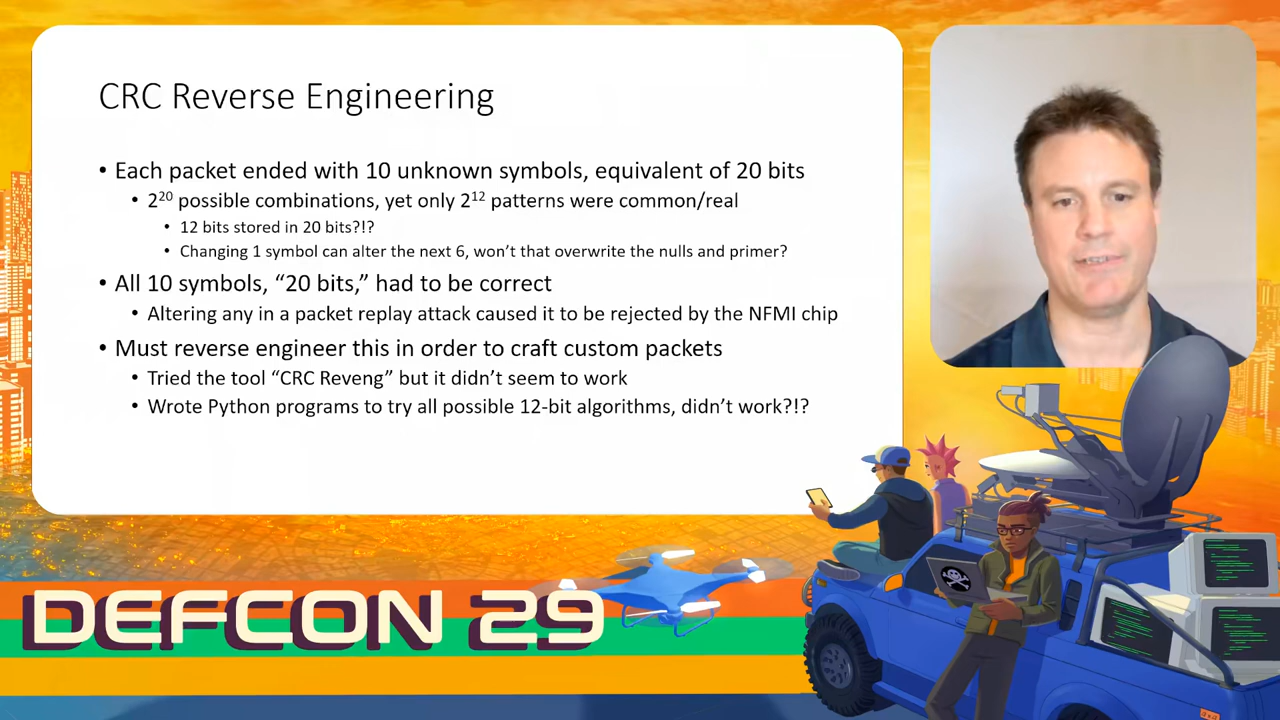 CRC Reverse Engineering
• Each packet ended with 10 unknown symbols, equivalent of 20 bits
• 2²⁰ possible combinations, yet only 2¹² patterns were common/real
• 12 bits stored in 20 bits?!?
• Changing 1 symbol can alter the next 6, won't that overwrite the nulls and primer?
• All 10 symbols, “20 bits,” had to be correct
• Altering any in a packet replay attack caused it to be rejected by the NFMI chip
• Must reverse engineer this in order to craft custom packets
• Tried the tool “CRC Reveng” but it didn't seem to work
• Wrote Python programs to try all possible 12-bit algorithms, didn't work?!?
DEFCON 29